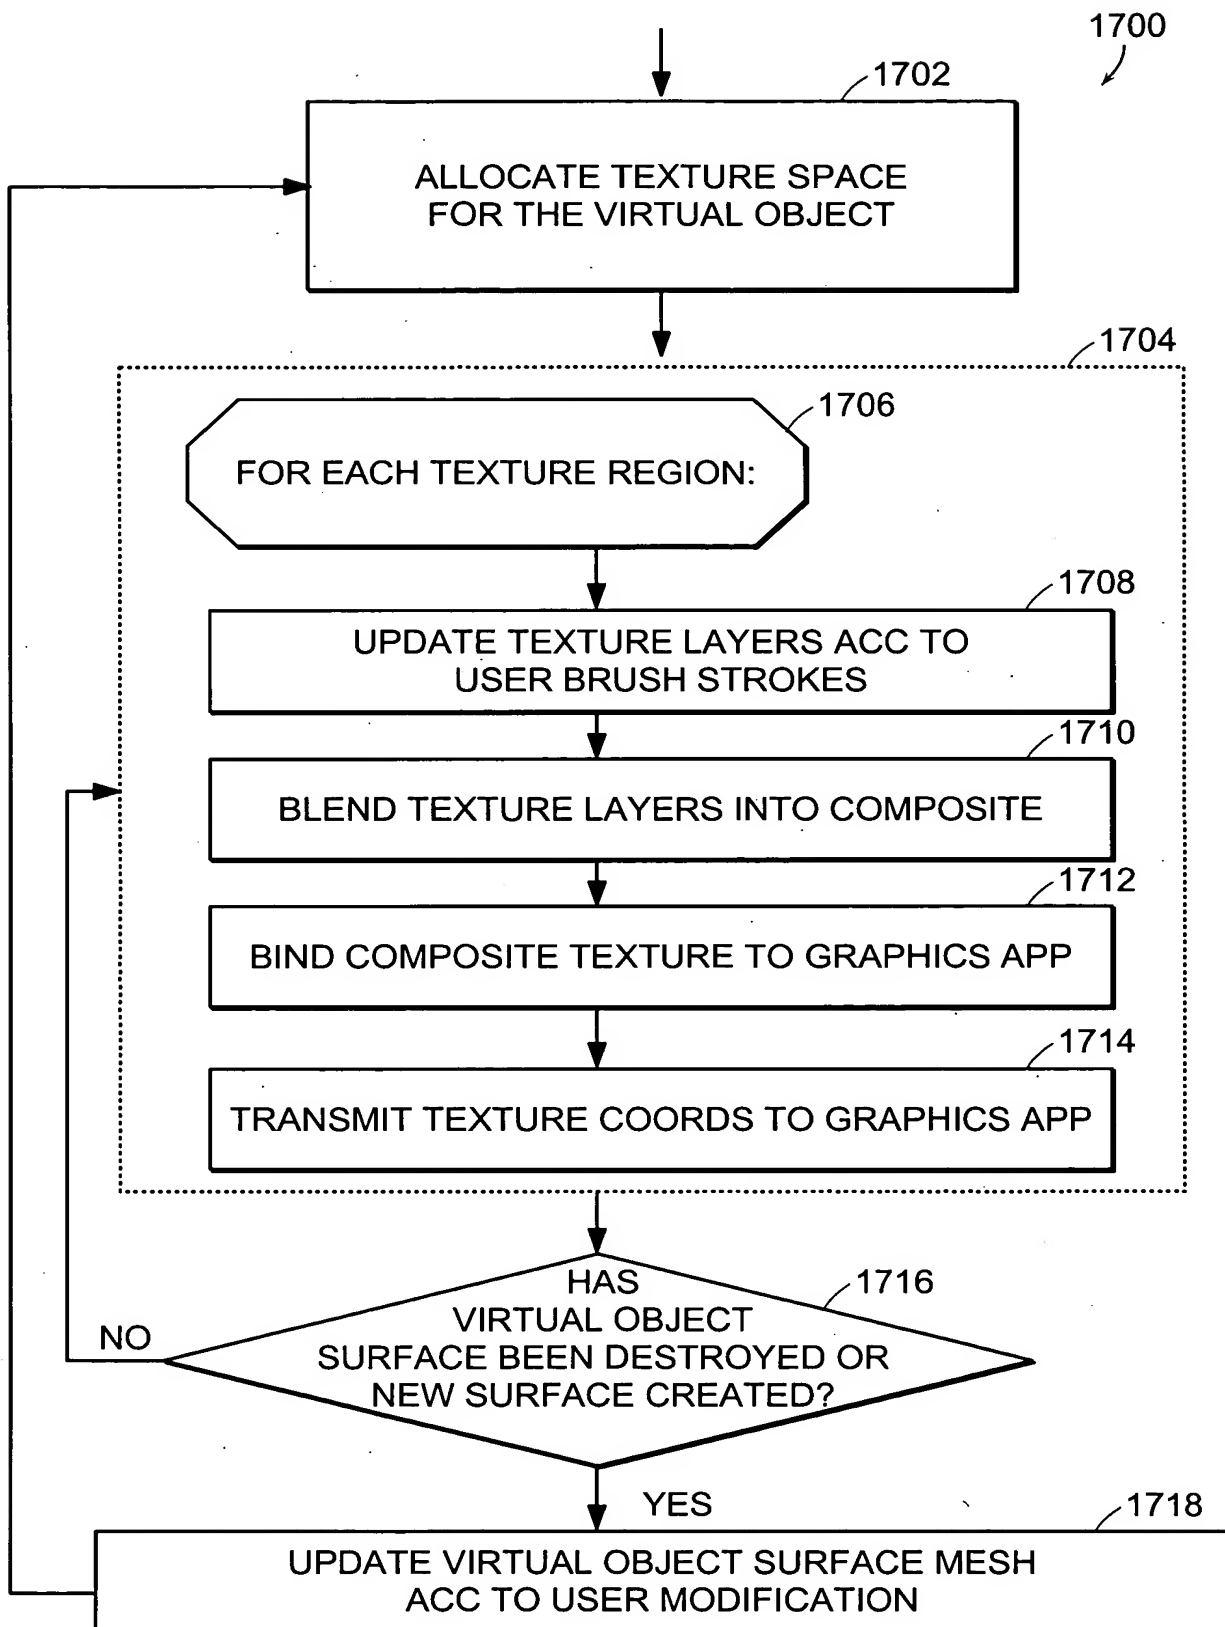 1700
1702
ALLOCATE TEXTURE SPACE
FOR THE VIRTUAL OBJECT
1704
1706
FOR EACH TEXTURE REGION:
1708
UPDATE TEXTURE LAYERS ACC TO
USER BRUSH STROKES
1710
BLEND TEXTURE LAYERS INTO COMPOSITE
1712
BIND COMPOSITE TEXTURE TO GRAPHICS APP
1714
TRANSMIT TEXTURE COORDS TO GRAPHICS APP
1716
HAS
VIRTUAL OBJECT
SURFACE BEEN DESTROYED OR
NEW SURFACE CREATED?
NO
YES
1718
UPDATE VIRTUAL OBJECT SURFACE MESH
ACC TO USER MODIFICATION